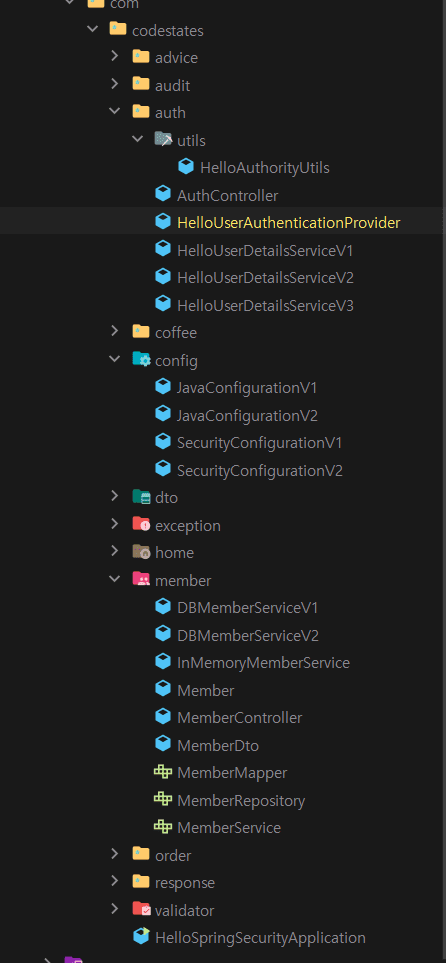 com
codestates
advice
audit
auth
utils
HelloAuthorityUtils
AuthController
HelloUserAuthenticationProvider
HelloUserDetailsServiceV1
HelloUserDetailsServiceV2
HelloUserDetailsServiceV3
coffee
config
JavaConfigurationV1
JavaConfigurationV2
SecurityConfigurationV1
SecurityConfigurationV2
dto
exception
home
member
DBMemberServiceV1
DBMemberServiceV2
InMemoryMemberService
Member
MemberController
MemberDto
MemberMapper
MemberRepository
MemberService
order
response
validator
HelloSpringSecurityApplication